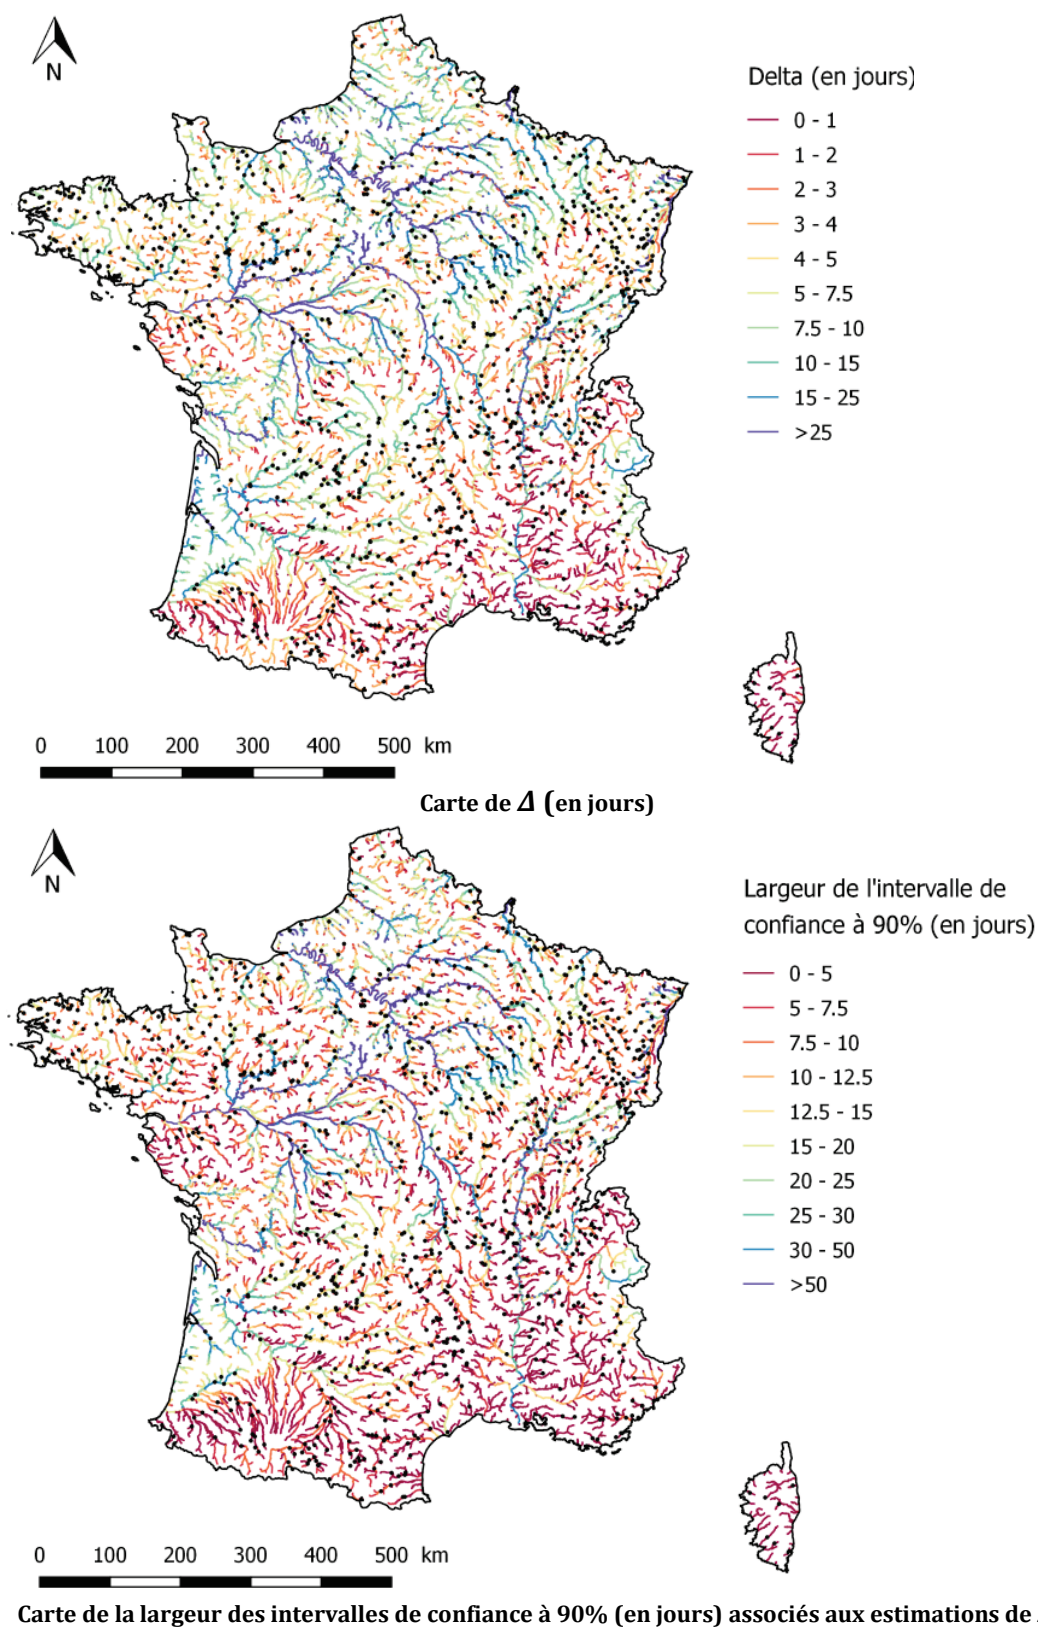 N
Delta (en jours)
0 - 1
1 - 2
2 - 3
3 - 4
4 - 5
5 - 7.5
7.5 - 10
10 - 15
15 - 25
>25
0 100 200 300 400 500 km
Carte de Δ (en jours)
N
Largeur de l'intervalle de
confiance à 90% (en jours)
0 - 5
5 - 7.5
7.5 - 10
10 - 12.5
12.5 - 15
15 - 20
20 - 25
25 - 30
30 - 50
>50
0 100 200 300 400 500 km
Carte de la largeur des intervalles de confiance à 90% (en jours) associés aux estimations de